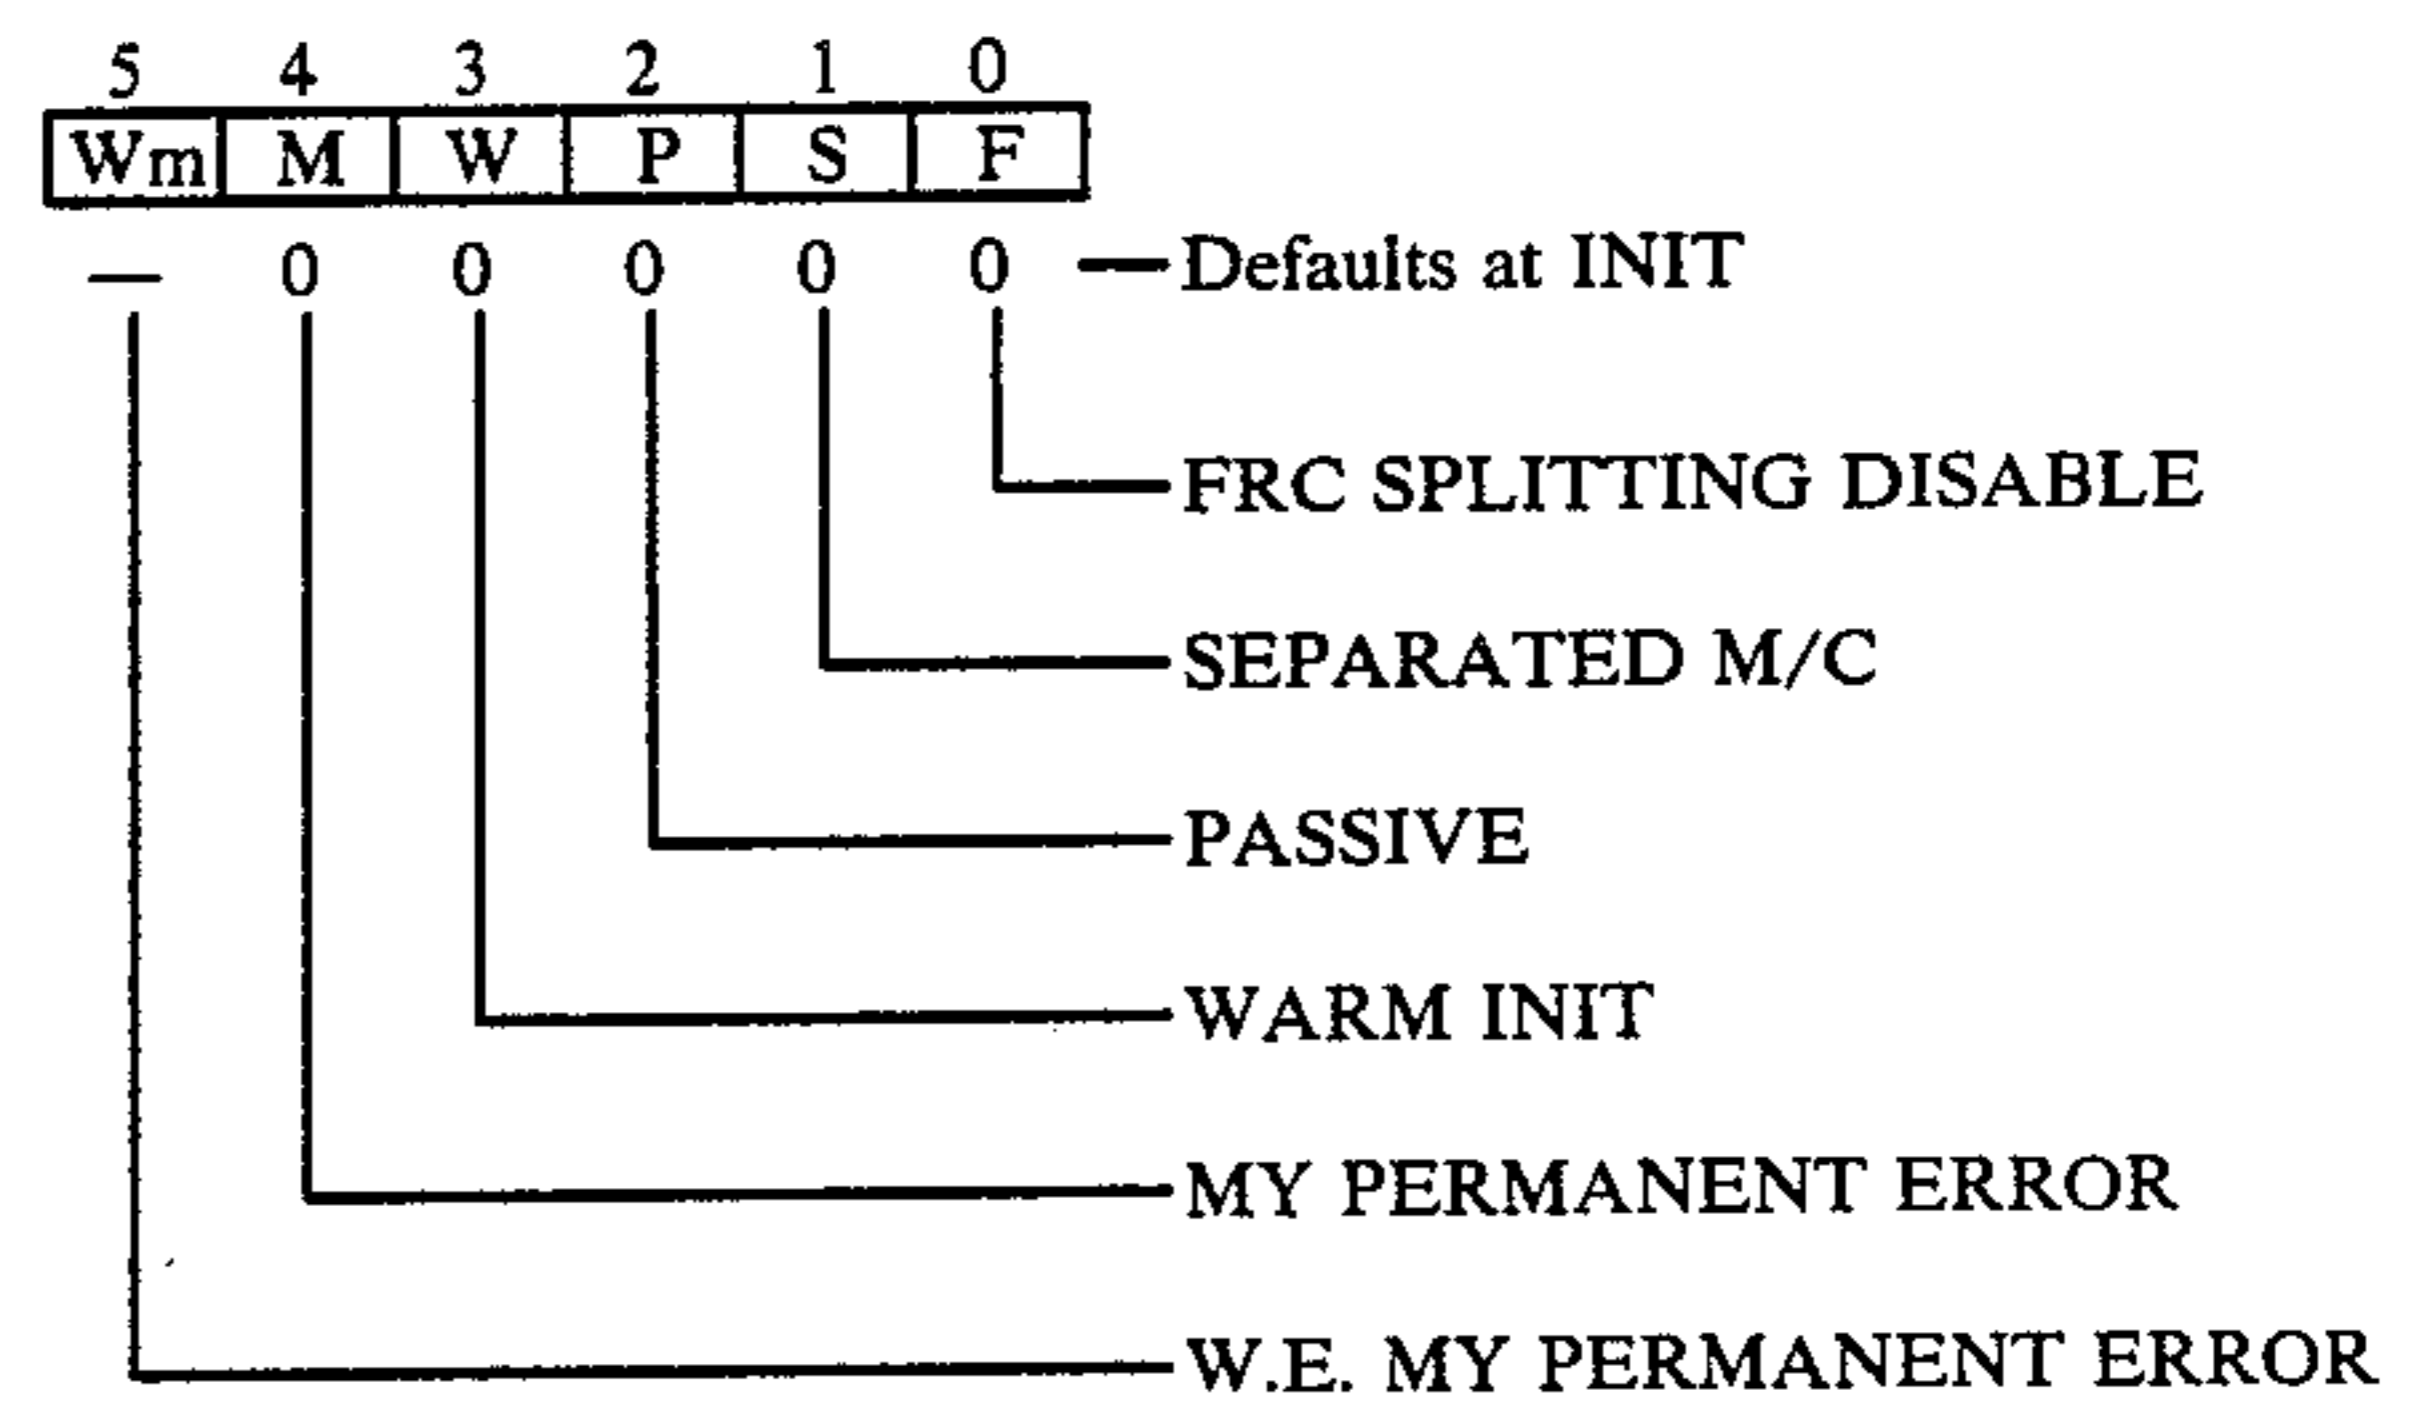 5 4 3 2 1 0
Wm M W P S F
— 0 0 0 0 0 — Defaults at INIT
FRC SPLITTING DISABLE
SEPARATED M/C
PASSIVE
WARM INIT
MY PERMANENT ERROR
W.E. MY PERMANENT ERROR